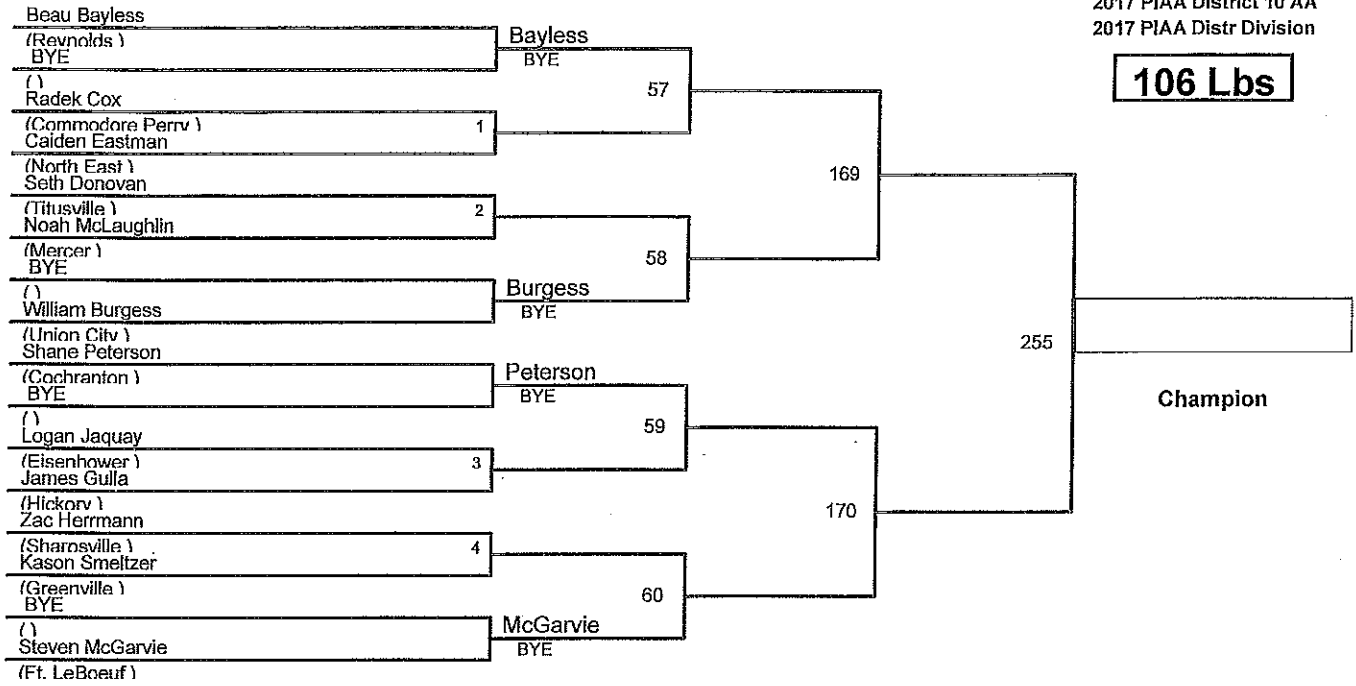 2017 PIAA District 10 AA
2017 PIAA Distr Division
106 Lbs
Beau Bayless
(Reynolds )
BYE
( )
Radek Cox
(Commodore Perry )
Caiden Eastman
(North East )
Seth Donovan
(Titusville )
Noah McLaughlin
(Mercer )
BYE
( )
William Burgess
(Union City )
Shane Peterson
(Cochranton )
BYE
( )
Logan Jaquay
(Eisenhower )
James Gulla
(Hickory )
Zac Herrmann
(Sharpsville )
Kason Smeltzer
(Greenville )
BYE
( )
Steven McGarvie
(Ft. LeBoeuf )
Bayless
BYE
1
2
Burgess
BYE
Peterson
BYE
3
4
McGarvie
BYE
57
58
59
60
169
170
255
Champion